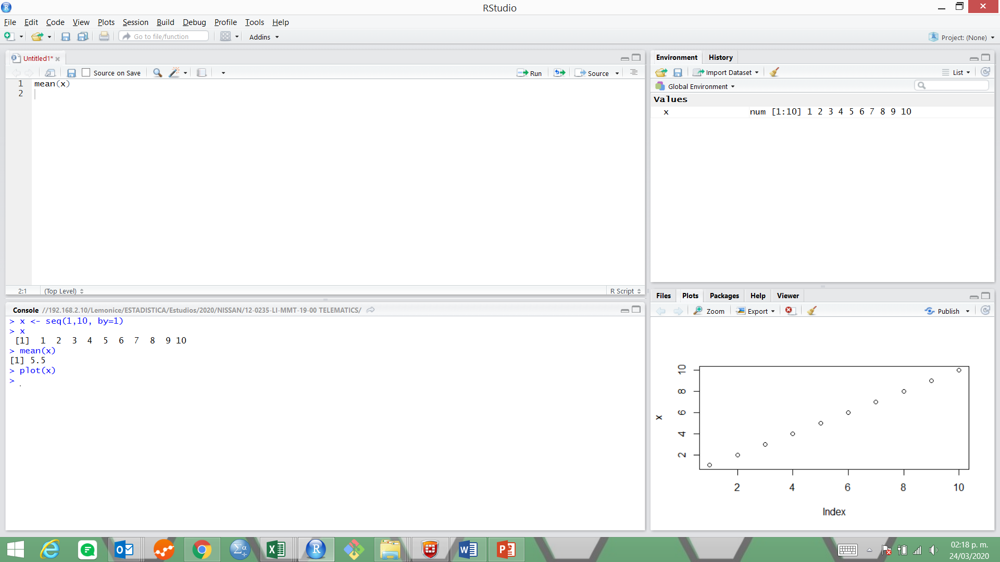 RStudio
File Edit Code View Plots Session Build Debug Profile Tools Help
Go to file/function Addins Project: (None)
Untitled1*
Source on Save Run Source
1 mean(x)
2
2:1 (Top Level) R Script
Console //192.168.2.10/Lemonice/ESTADISTICA/Estudios/2020/NISSAN/12-0235-LI-MMT-19-00 TELEMATICS/
> x <- seq(1,10, by=1)
> x
[1] 1 2 3 4 5 6 7 8 9 10
> mean(x)
[1] 5.5
> plot(x)
>
Environment History
Import Dataset List
Global Environment
Values
x num [1:10] 1 2 3 4 5 6 7 8 9 10
Files Plots Packages Help Viewer
Zoom Export Publish
10
8
6
4
2
x
2 4 6 8 10
Index
02:18 p. m.
24/03/2020